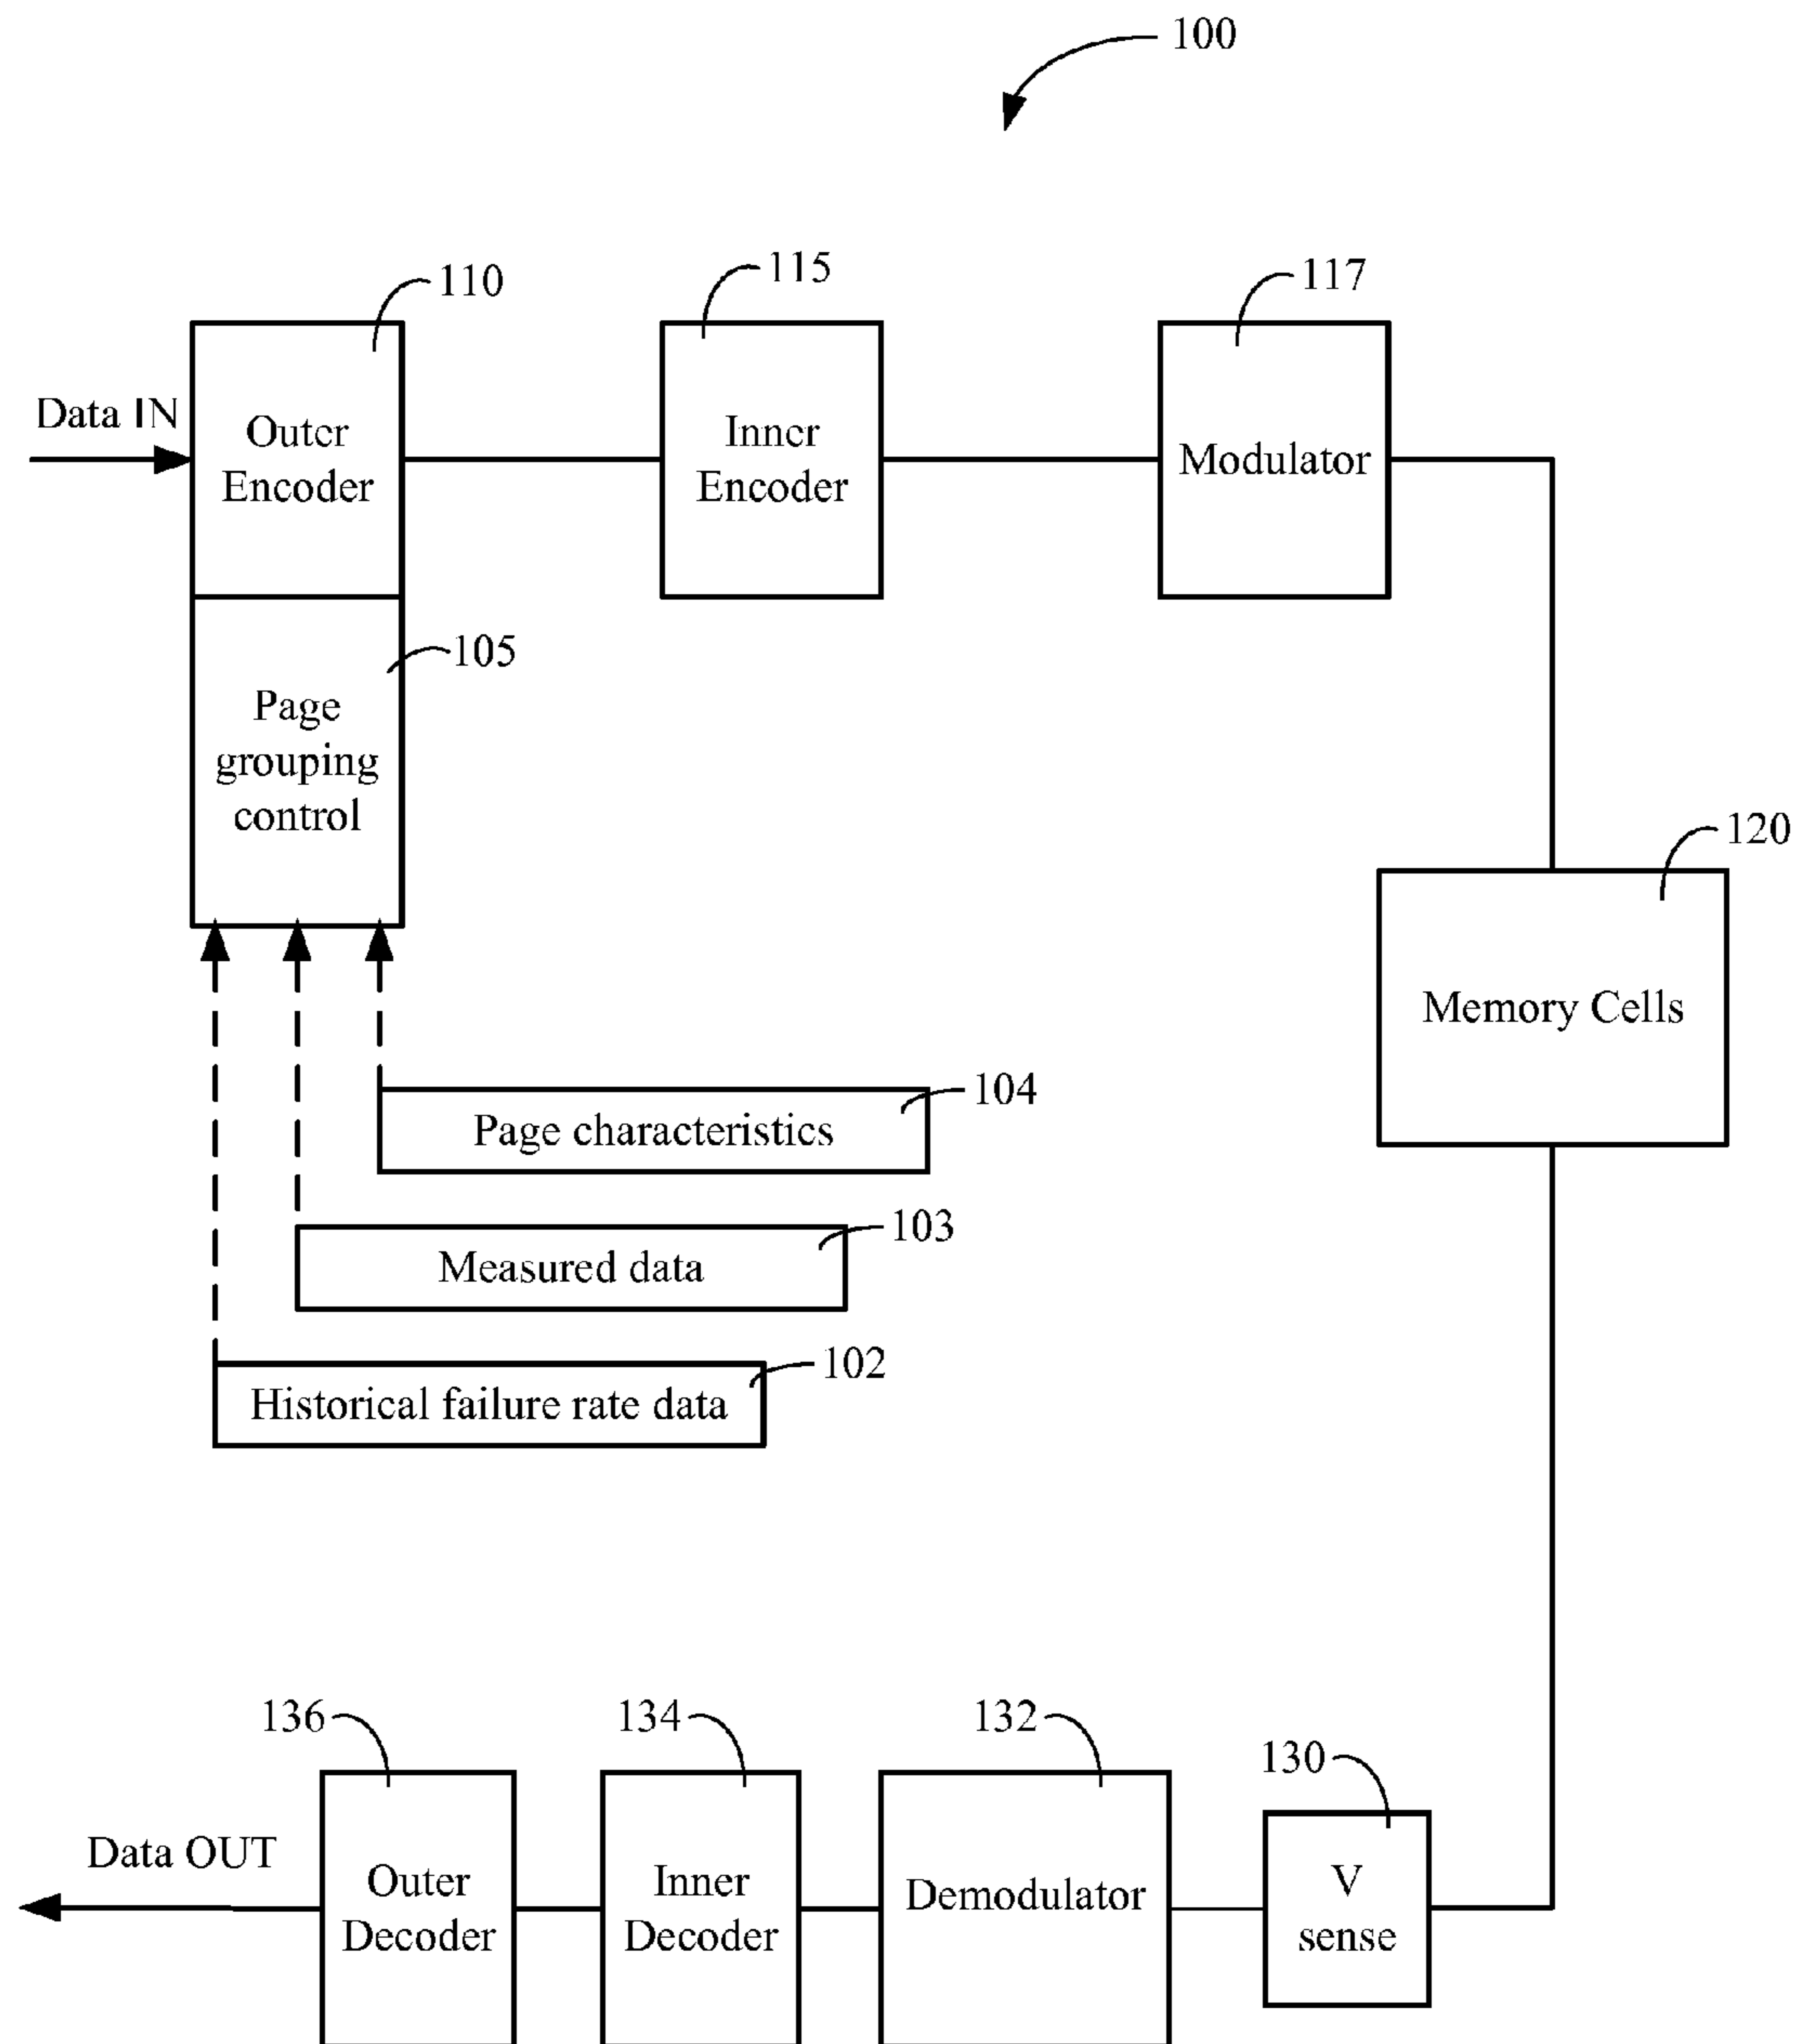 100
110
115
117
Data IN
Outer
Encoder
Inner
Encoder
Modulator
105
Page
grouping
control
120
Memory Cells
104
Page characteristics
103
Measured data
102
Historical failure rate data
136
134
132
130
Data OUT
Outer
Decoder
Inner
Decoder
Demodulator
V
sense